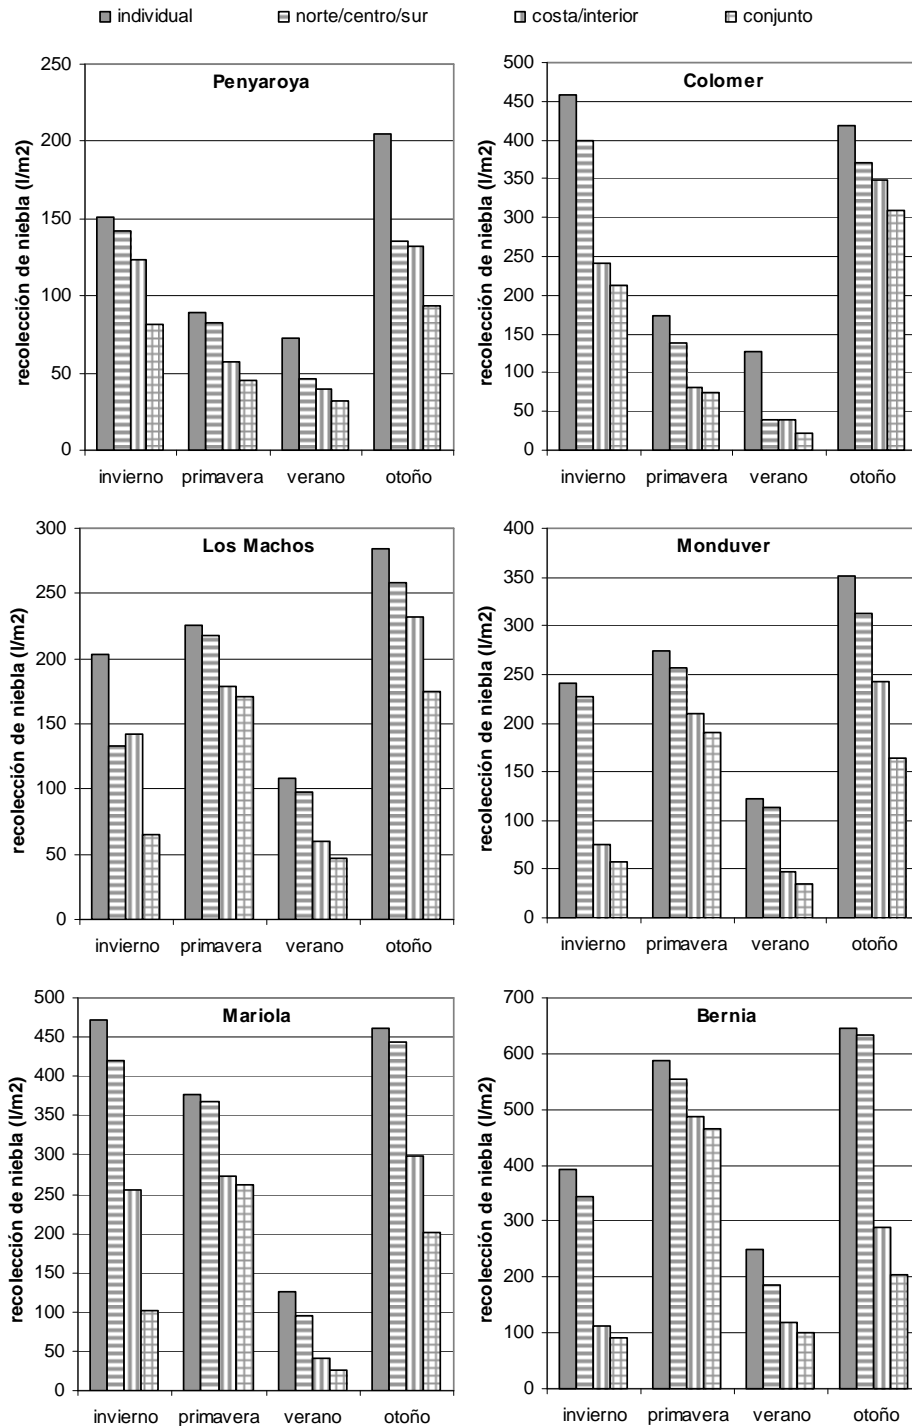 individual norte/centro/sur costa/interior conjunto
Penyaroya
recolección de niebla (l/m2)
250
200
150
100
50
0
invierno primavera verano otoño
Colomer
recolección de niebla (l/m2)
500
450
400
350
300
250
200
150
100
50
0
invierno primavera verano otoño
Los Machos
recolección de niebla (l/m2)
300
250
200
150
100
50
0
invierno primavera verano otoño
Monduver
recolección de niebla (l/m2)
400
350
300
250
200
150
100
50
0
invierno primavera verano otoño
Mariola
recolección de niebla (l/m2)
500
450
400
350
300
250
200
150
100
50
0
invierno primavera verano otoño
Bernia
recolección de niebla (l/m2)
700
600
500
400
300
200
100
0
invierno primavera verano otoño